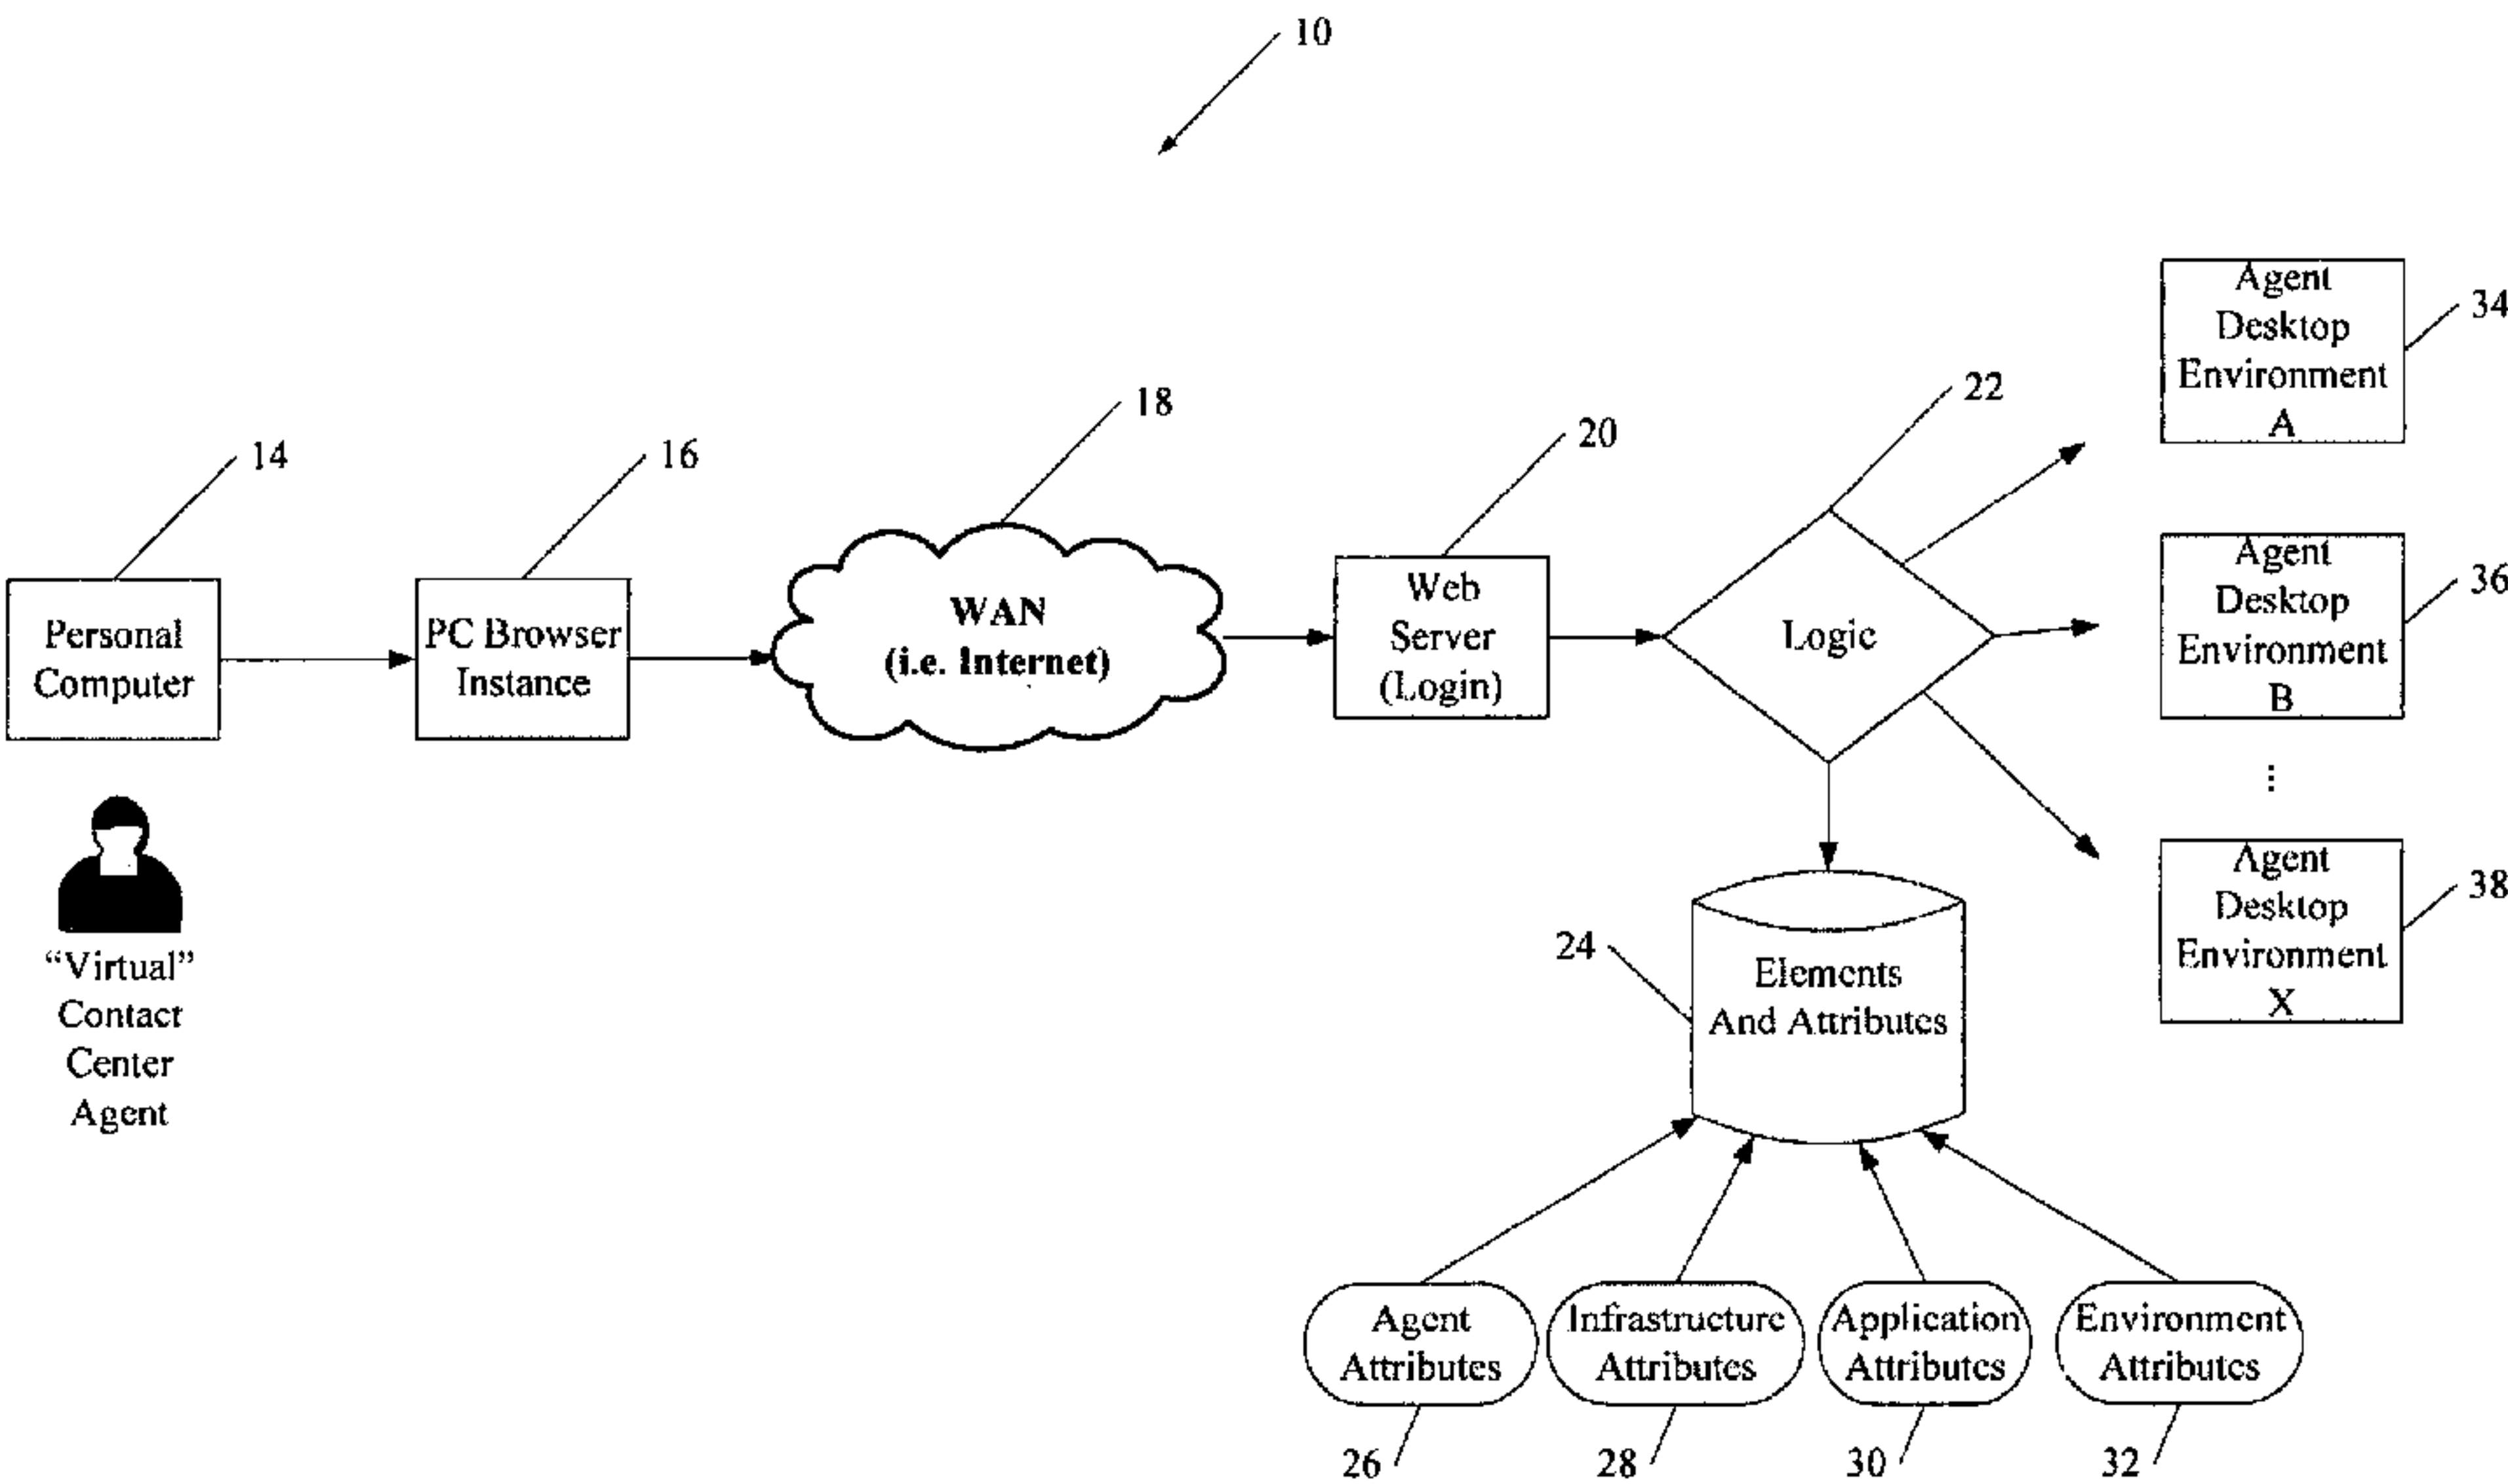 10
14
16
18
20
22
34
36
38
24
Personal
Computer
PC Browser
Instance
WAN
(i.e. Internet)
Web
Server
(Login)
Logic
Agent
Desktop
Environment
A
Agent
Desktop
Environment
B
⋮
Agent
Desktop
Environment
X
“Virtual”
Contact
Center
Agent
Elements
And Attributes
Agent
Attributes
Infrastructure
Attributes
Application
Attributes
Environment
Attributes
26
28
30
32